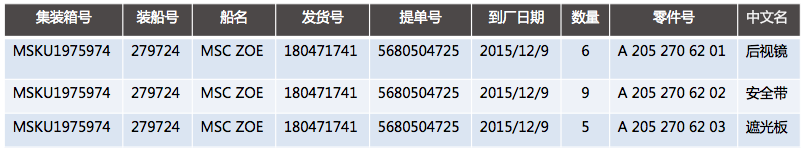 集装箱号 装船号 船名 发货号 提单号 到厂日期 数量 零件号 中文名
MSKU1975974 279724 MSC ZOE 180471741 5680504725 2015/12/9 6 A 205 270 62 01 后视镜
MSKU1975974 279724 MSC ZOE 180471741 5680504725 2015/12/9 9 A 205 270 62 02 安全带
MSKU1975974 279724 MSC ZOE 180471741 5680504725 2015/12/9 5 A 205 270 62 03 遮光板